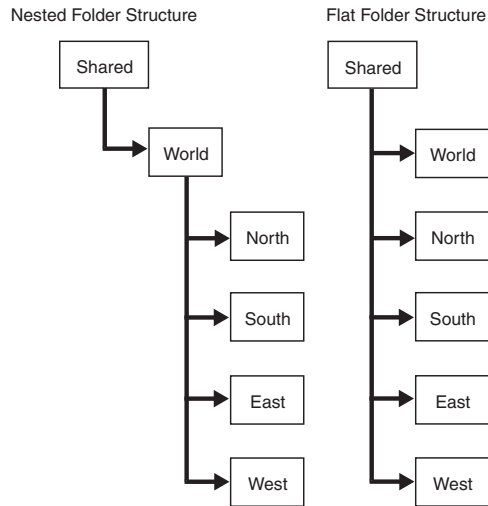 Nested Folder Structure
Shared
World
North
South
East
West
Flat Folder Structure
Shared
World
North
South
East
West